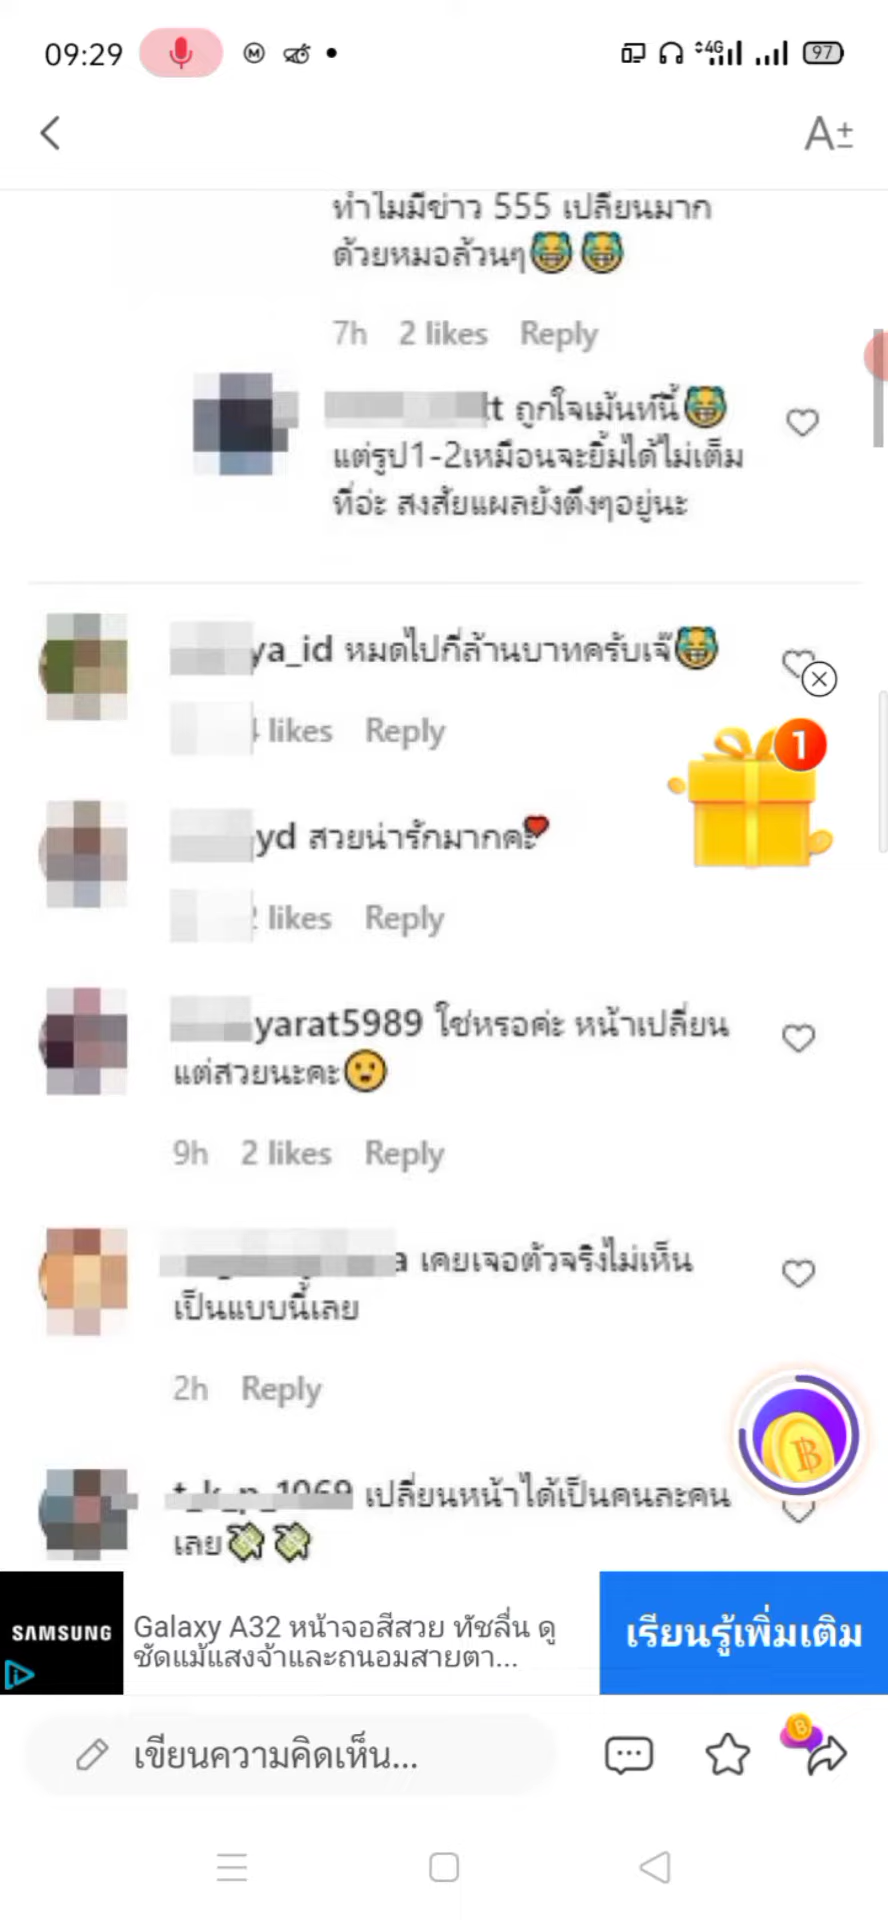 09:29
4G
97
A±
ทำไมมีข่าว 555 เปลี่ยนมาก
ด้วยหมอล้วนๆ
7h 2 likes Reply
tt ถูกใจเม้นท์นี้
แต่รูป1-2เหมือนจะยิ้มได้ไม่เต็ม
ที่อ่ะ สงสัยแผลยังตึงๆอยู่นะ
ya_id หมดไปกี่ล้านบาทครับเจ๊
likes Reply
1
yd สวยน่ารักมากคะ
likes Reply
yarat5989 ใช่หรอค่ะ หน้าเปลี่ยน
แต่สวยนะคะ
9h 2 likes Reply
a เคยเจอตัวจริงไม่เห็น
เป็นแบบนี้เลย
2h Reply
t_k_p_1069 เปลี่ยนหน้าได้เป็นคนละคน
เลย
SAMSUNG
Galaxy A32 หน้าจอสีสวย ทัชลื่น ดู
ชัดแม้แสงจ้าและถนอมสายตา...
เรียนรู้เพิ่มเติม
เขียนความคิดเห็น...